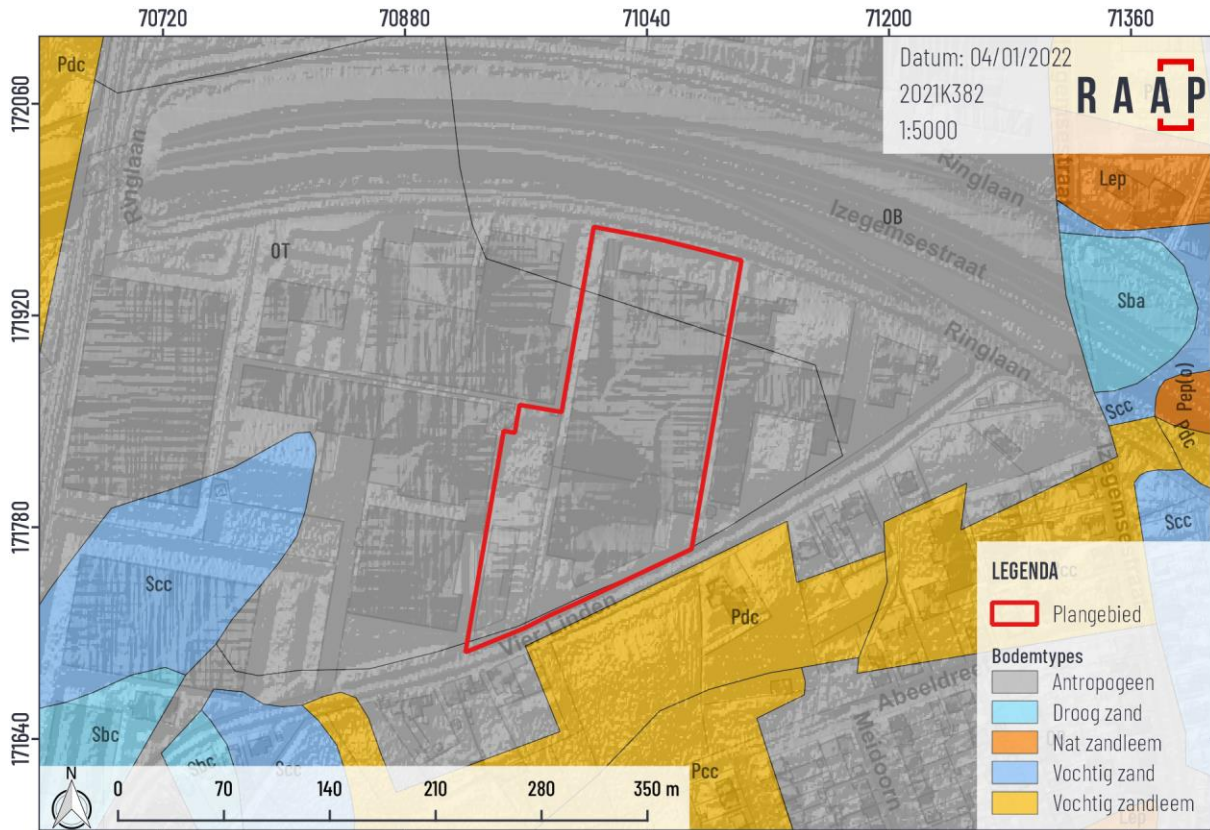 70720 70880 71040 71200 71360
172060
171920
171780
171640
Datum: 04/01/2022
2021K382
1:5000
RAAP
Pdc
Ringlaan
Ringlaan
Lep
OB
Izegemsestraat
OT
Sba
Ringlaan
Pep(o)
Scc
Pdc
Izegemsestraat
Scc
Scc
Vier Linden
Pdc
Sbc
Sbc
Scc
Pcc
Meidoorn
Lep
N
0 70 140 210 280 350 m
LEGENDA
Plangebied
Bodemtypes
Antropogeen
Droog zand
Nat zandleem
Vochtig zand
Vochtig zandleem